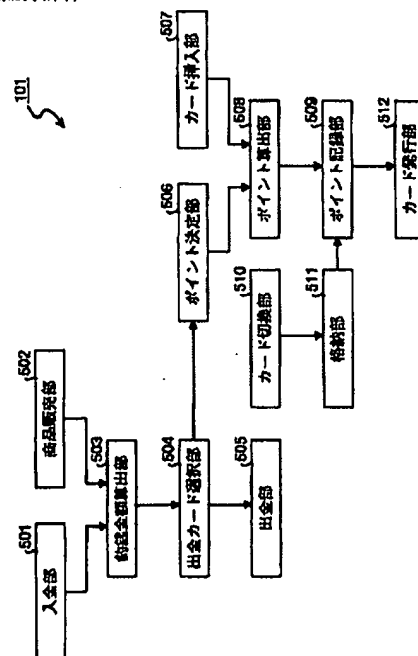 101
501
入金部
502
商品販売部
503
釣銭金額算出部
504
出金カード選択部
505
出金部
506
ポイント決定部
507
カード挿入部
508
ポイント算出部
509
ポイント記録部
510
カード切換部
511
格納部
512
カード発行部